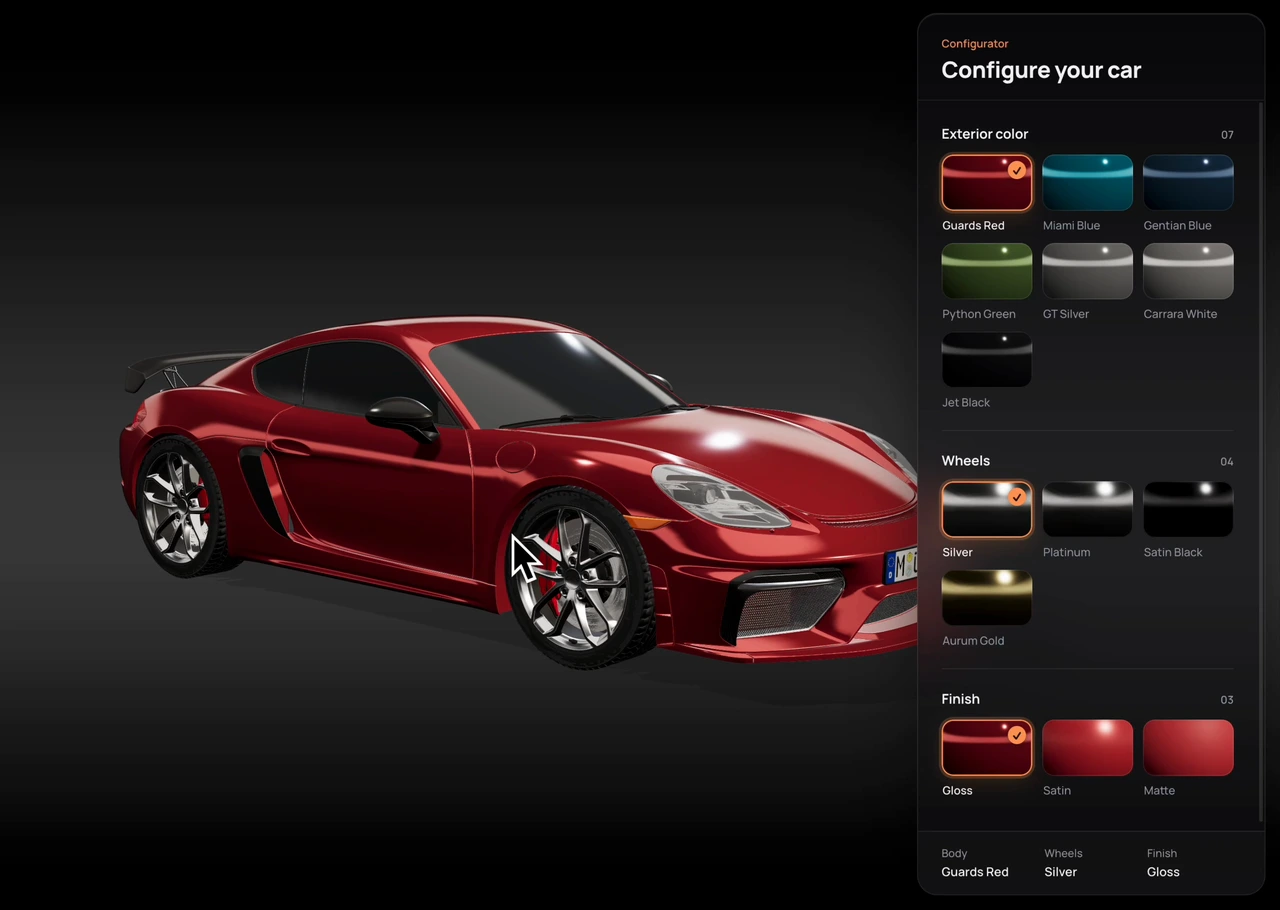 Configurator
Configure your car
Exterior color 07
Guards Red Miami Blue Gentian Blue
Python Green GT Silver Carrara White
Jet Black
Wheels 04
Silver Platinum Satin Black
Aurum Gold
Finish 03
Gloss Satin Matte
Body Wheels Finish
Guards Red Silver Gloss